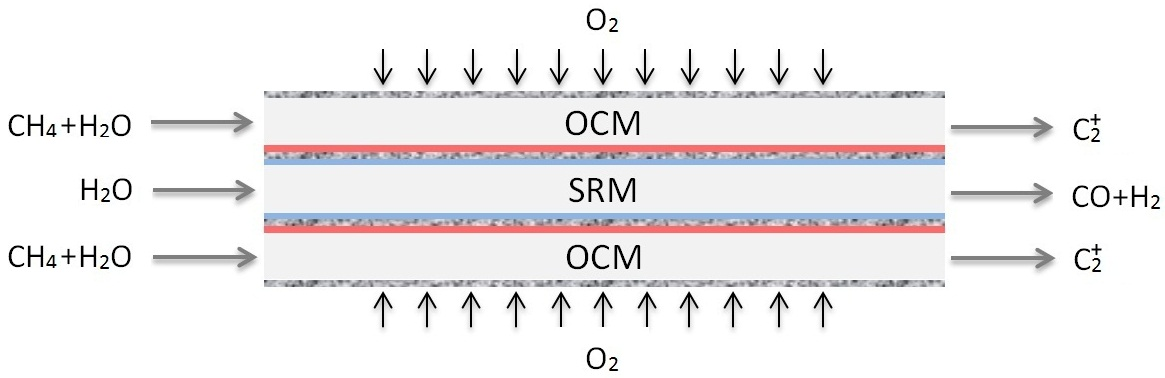 O₂
CH₄+H₂O OCM C₂⁺
H₂O SRM CO+H₂
CH₄+H₂O OCM C₂⁺
O₂